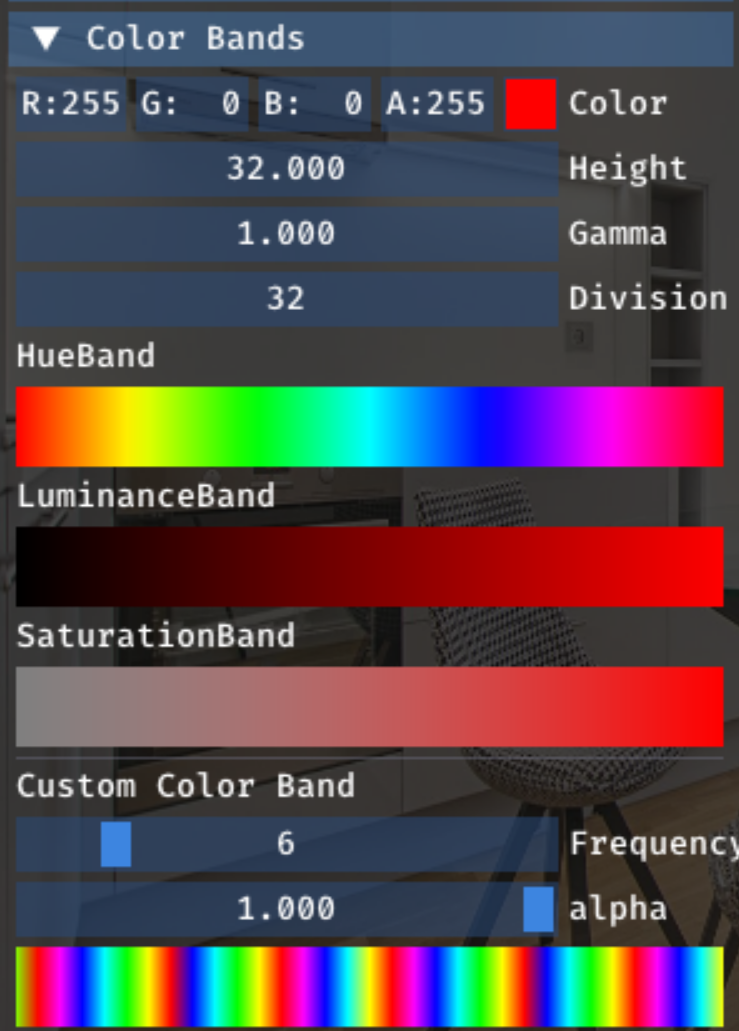 Color Bands
R:255 G: 0 B: 0 A:255 Color
32.000 Height
1.000 Gamma
32 Division
HueBand
LuminanceBand
SaturationBand
Custom Color Band
6 Frequency
1.000 alpha